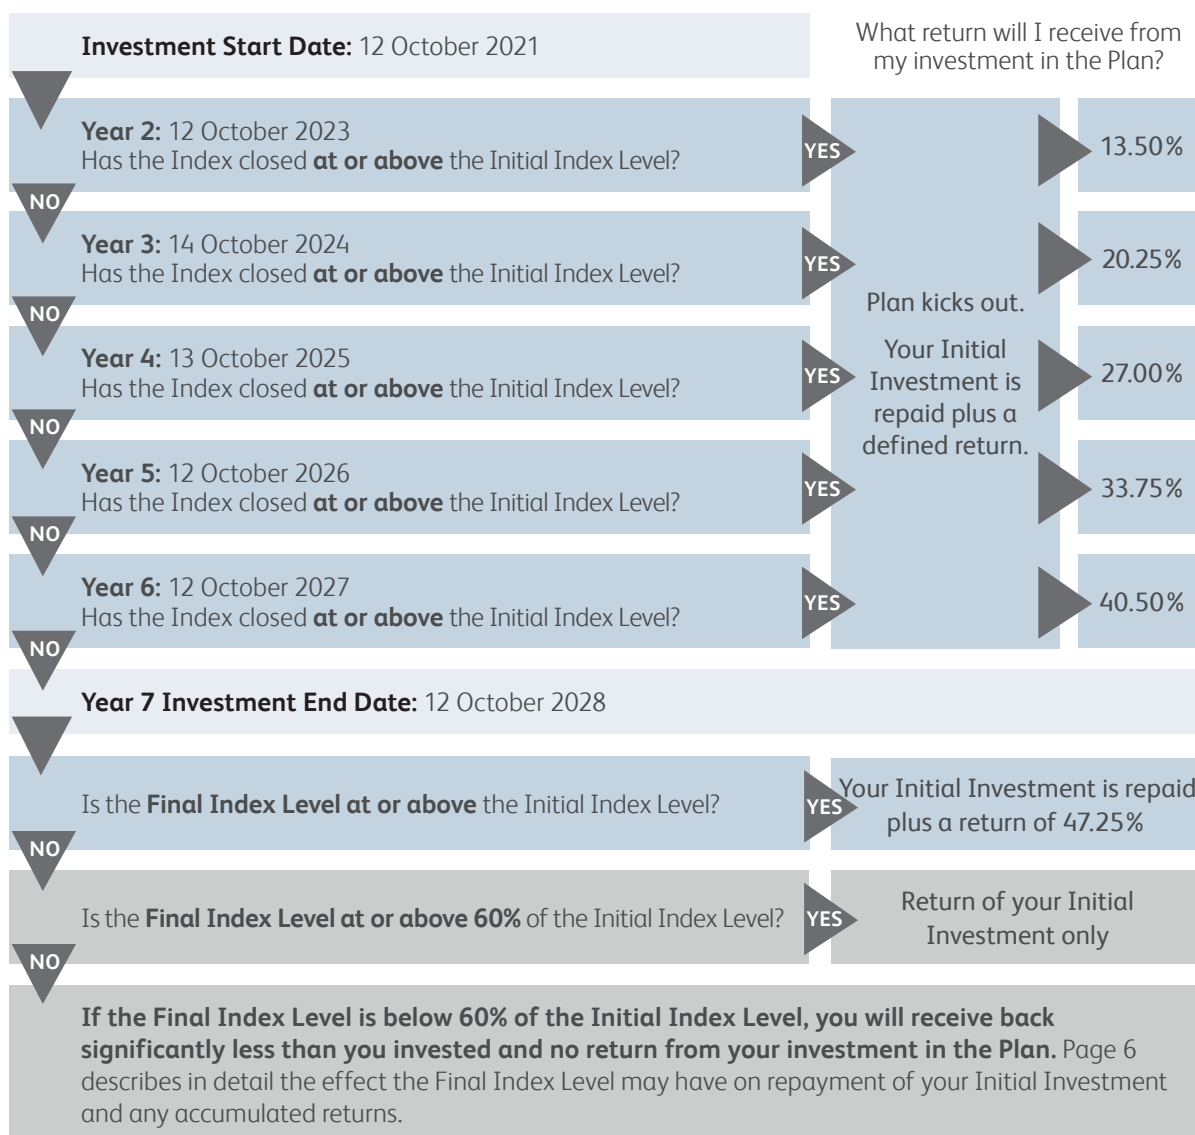 Investment Start Date: 12 October 2021
What return will I receive from
my investment in the Plan?
Year 2: 12 October 2023
Has the Index closed at or above the Initial Index Level?
YES
13.50%
NO
Year 3: 14 October 2024
Has the Index closed at or above the Initial Index Level?
YES
20.25%
NO
Year 4: 13 October 2025
Has the Index closed at or above the Initial Index Level?
YES
27.00%
NO
Year 5: 12 October 2026
Has the Index closed at or above the Initial Index Level?
YES
33.75%
NO
Year 6: 12 October 2027
Has the Index closed at or above the Initial Index Level?
YES
40.50%
Plan kicks out.
Your Initial
Investment is
repaid plus a
defined return.
NO
Year 7 Investment End Date: 12 October 2028
Is the Final Index Level at or above the Initial Index Level?
YES
Your Initial Investment is repaid
plus a return of 47.25%
NO
Is the Final Index Level at or above 60% of the Initial Index Level?
YES
Return of your Initial
Investment only
NO
If the Final Index Level is below 60% of the Initial Index Level, you will receive back
significantly less than you invested and no return from your investment in the Plan. Page 6
describes in detail the effect the Final Index Level may have on repayment of your Initial Investment
and any accumulated returns.